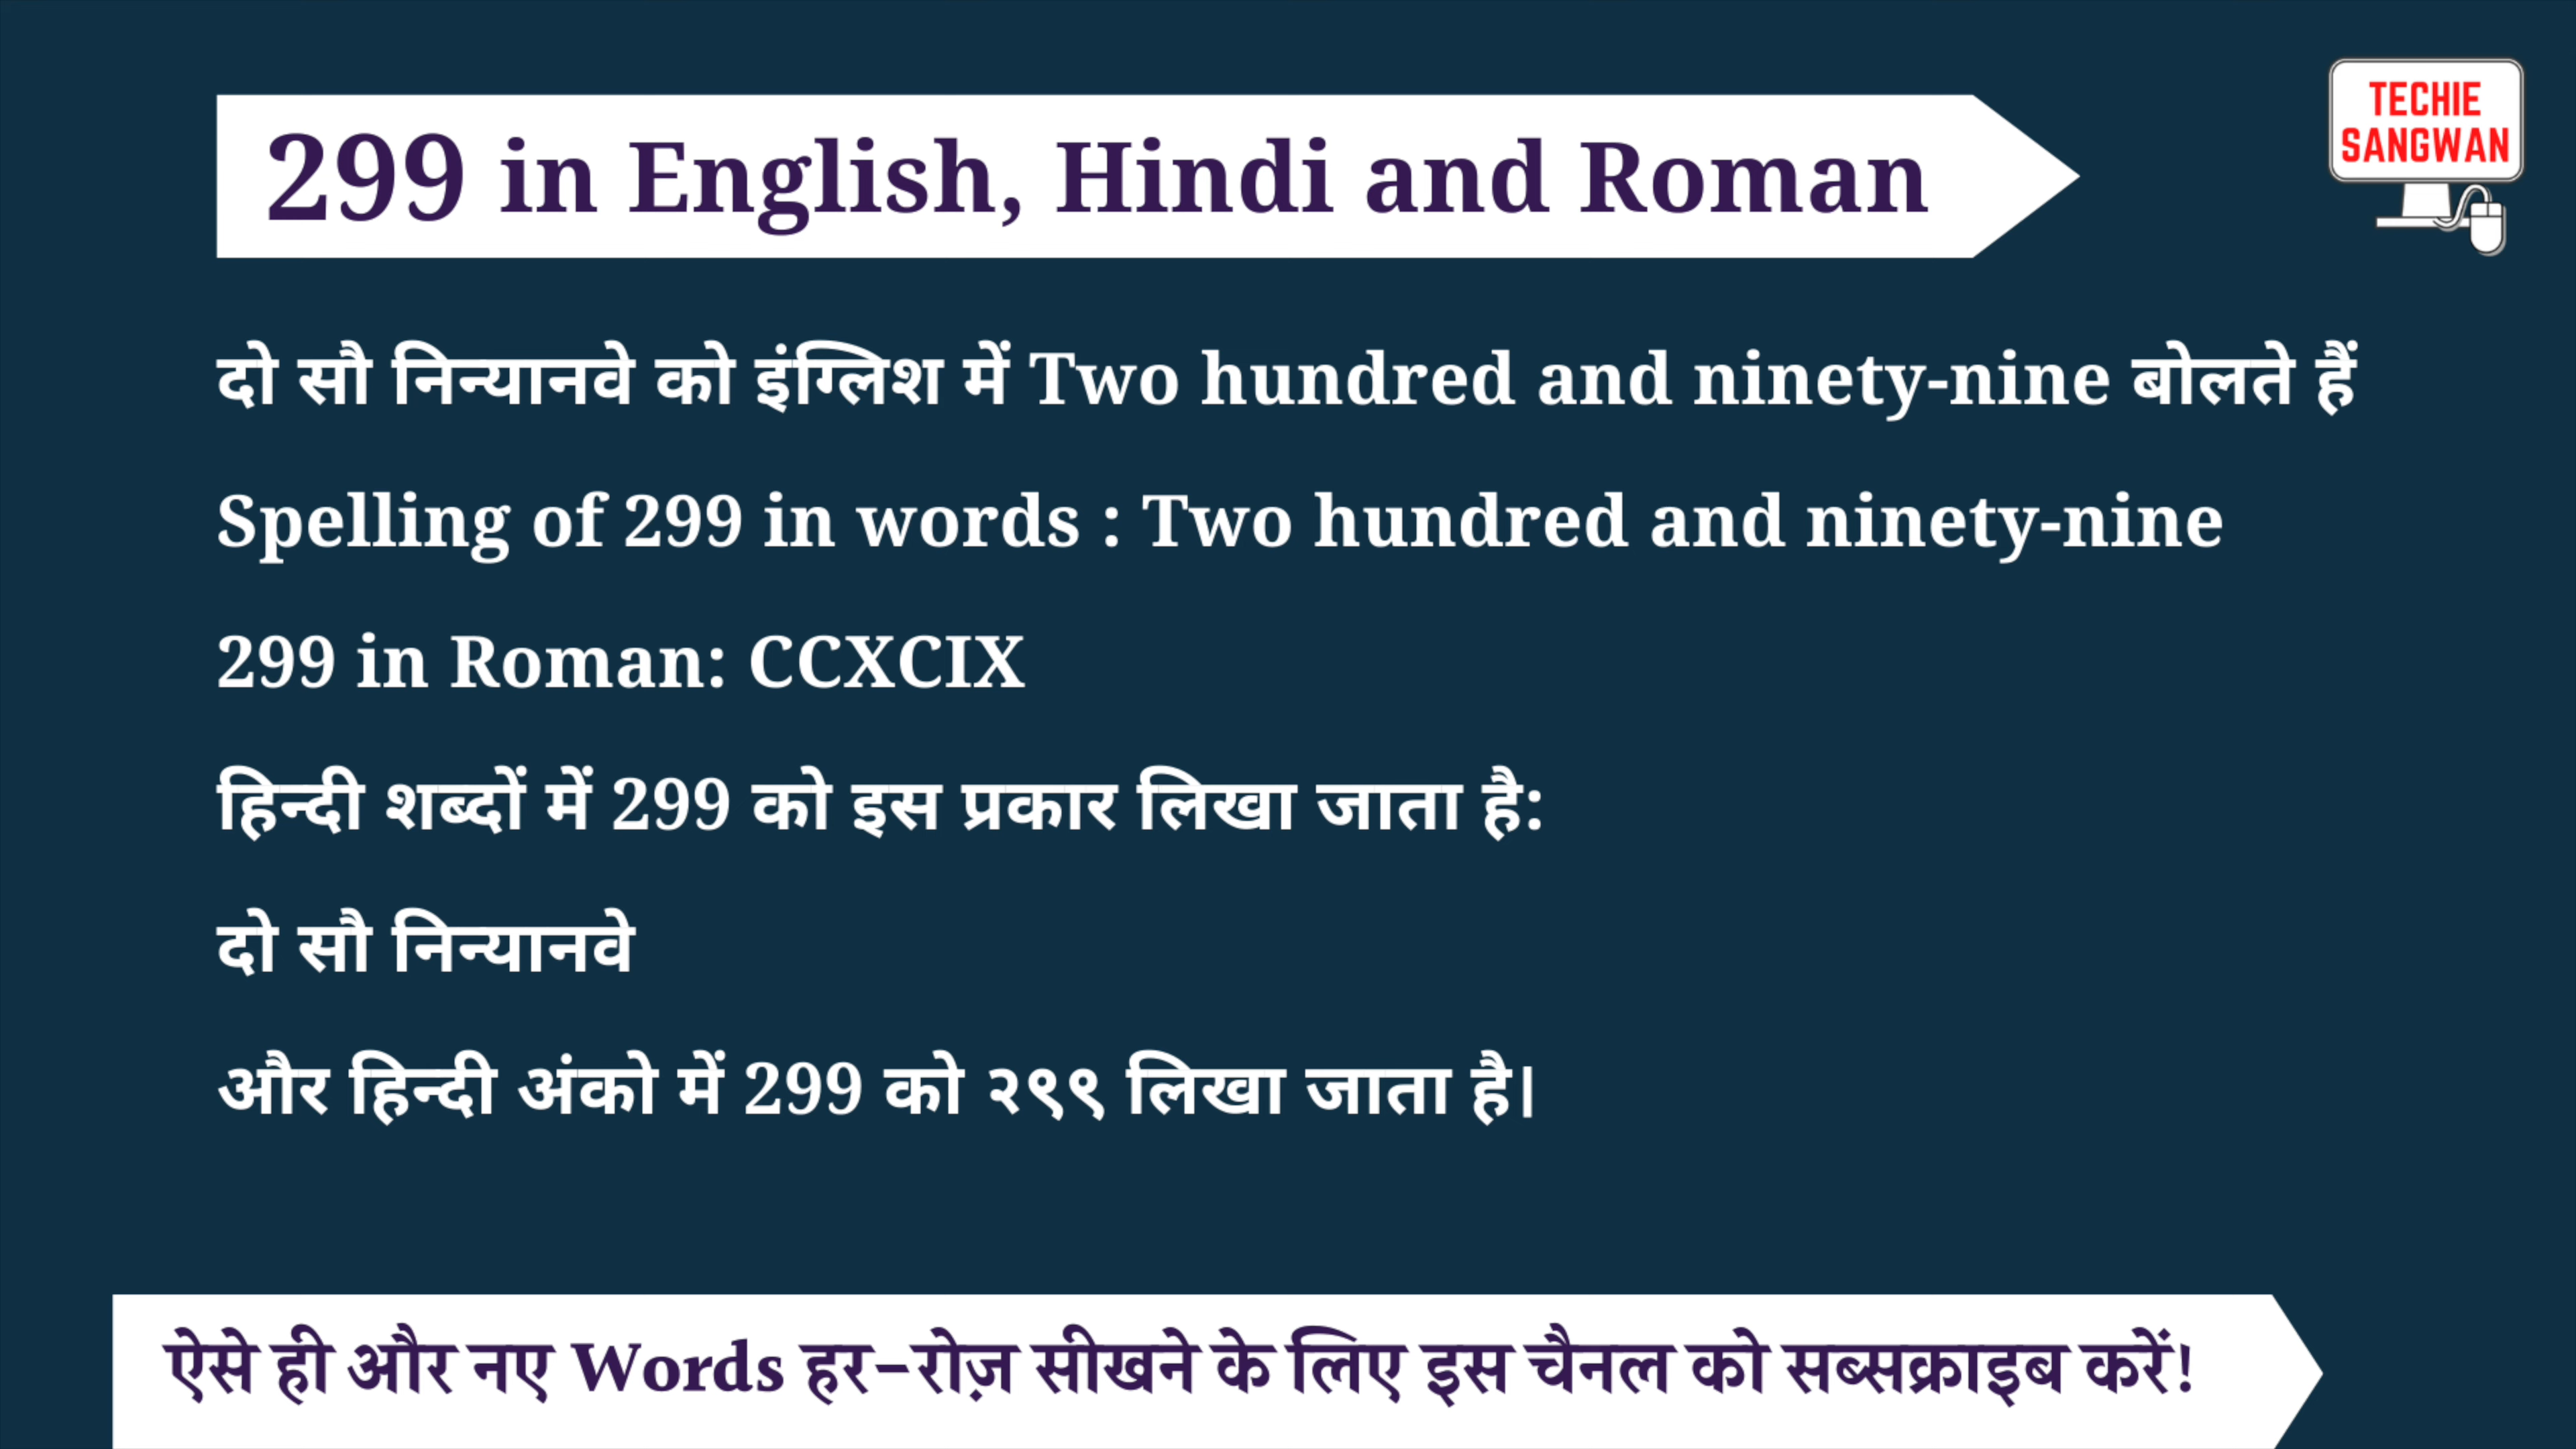 299 in English, Hindi and Roman
TECHIE
SANGWAN
दो सौ निन्यानवे को इंग्लिश में Two hundred and ninety-nine बोलते हैं
Spelling of 299 in words : Two hundred and ninety-nine
299 in Roman: CCXCIX
हिन्दी शब्दों में 299 को इस प्रकार लिखा जाता है:
दो सौ निन्यानवे
और हिन्दी अंको में 299 को २९९ लिखा जाता है।
ऐसे ही और नए Words हर-रोज़ सीखने के लिए इस चैनल को सब्सक्राइब करें!